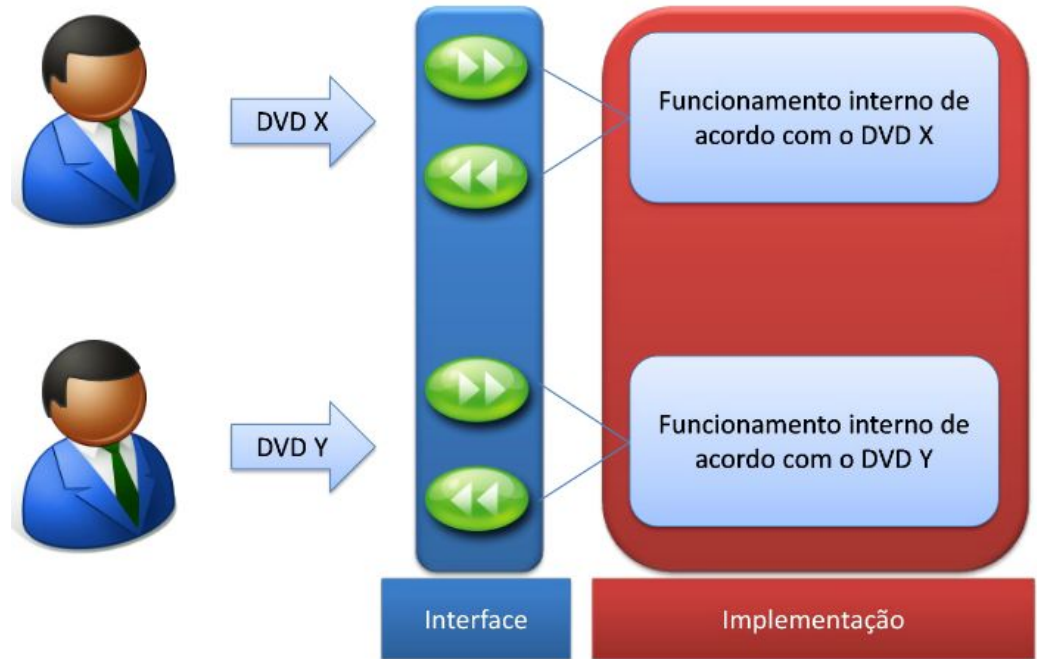 DVD X
Funcionamento interno de
acordo com o DVD X
DVD Y
Funcionamento interno de
acordo com o DVD Y
Interface
Implementação